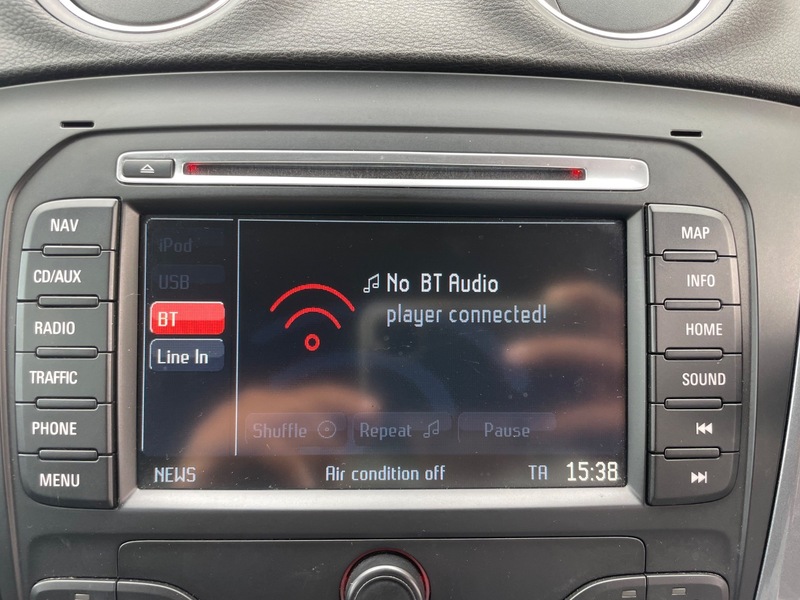 NAV
CD/AUX
RADIO
TRAFFIC
PHONE
MENU
iPod
USB
BT
Line In
No BT Audio
player connected!
Shuffle
Repeat
Pause
NEWS
Air condition off
TA
15:38
MAP
INFO
HOME
SOUND